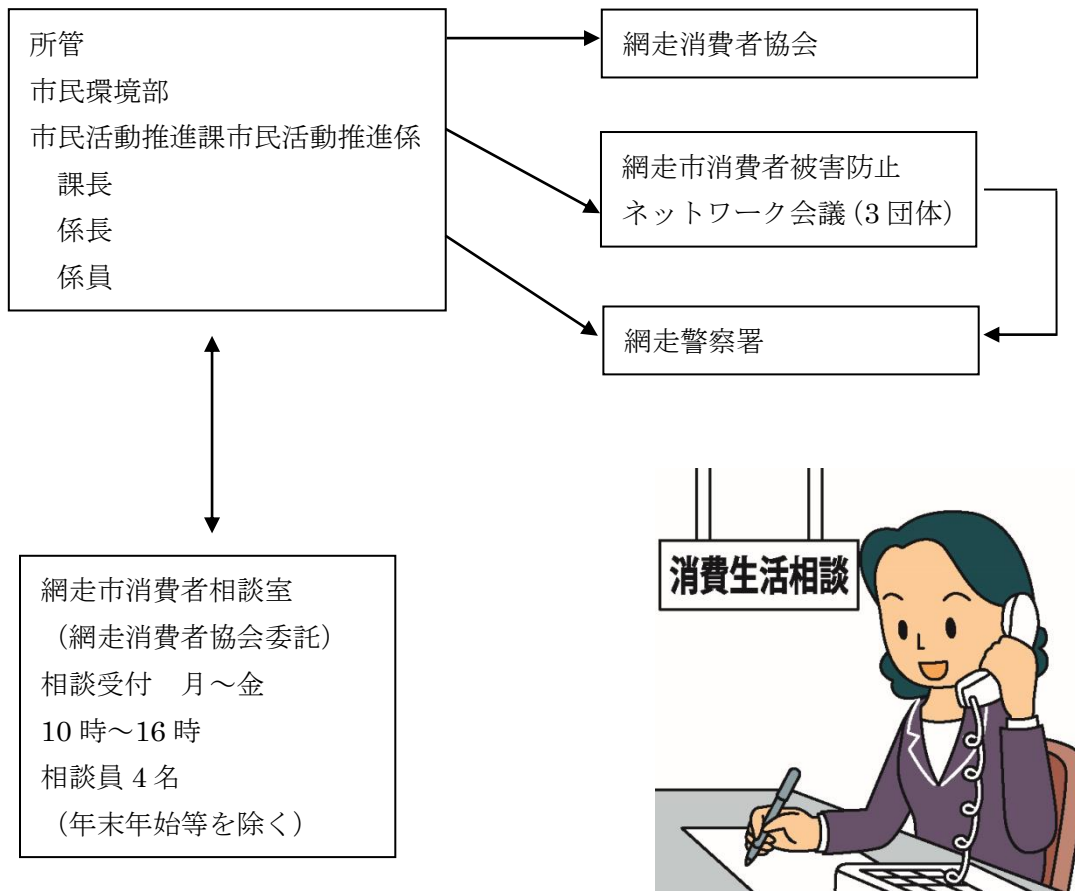 所管
市民環境部
市民活動推進課市民活動推進係
課長
係長
係員
網走消費者協会
網走市消費者被害防止
ネットワーク会議(3団体)
網走警察署
網走市消費者相談室
(網走消費者協会委託)
相談受付　月～金
10時～16時
相談員4名
(年末年始等を除く)
消費生活相談